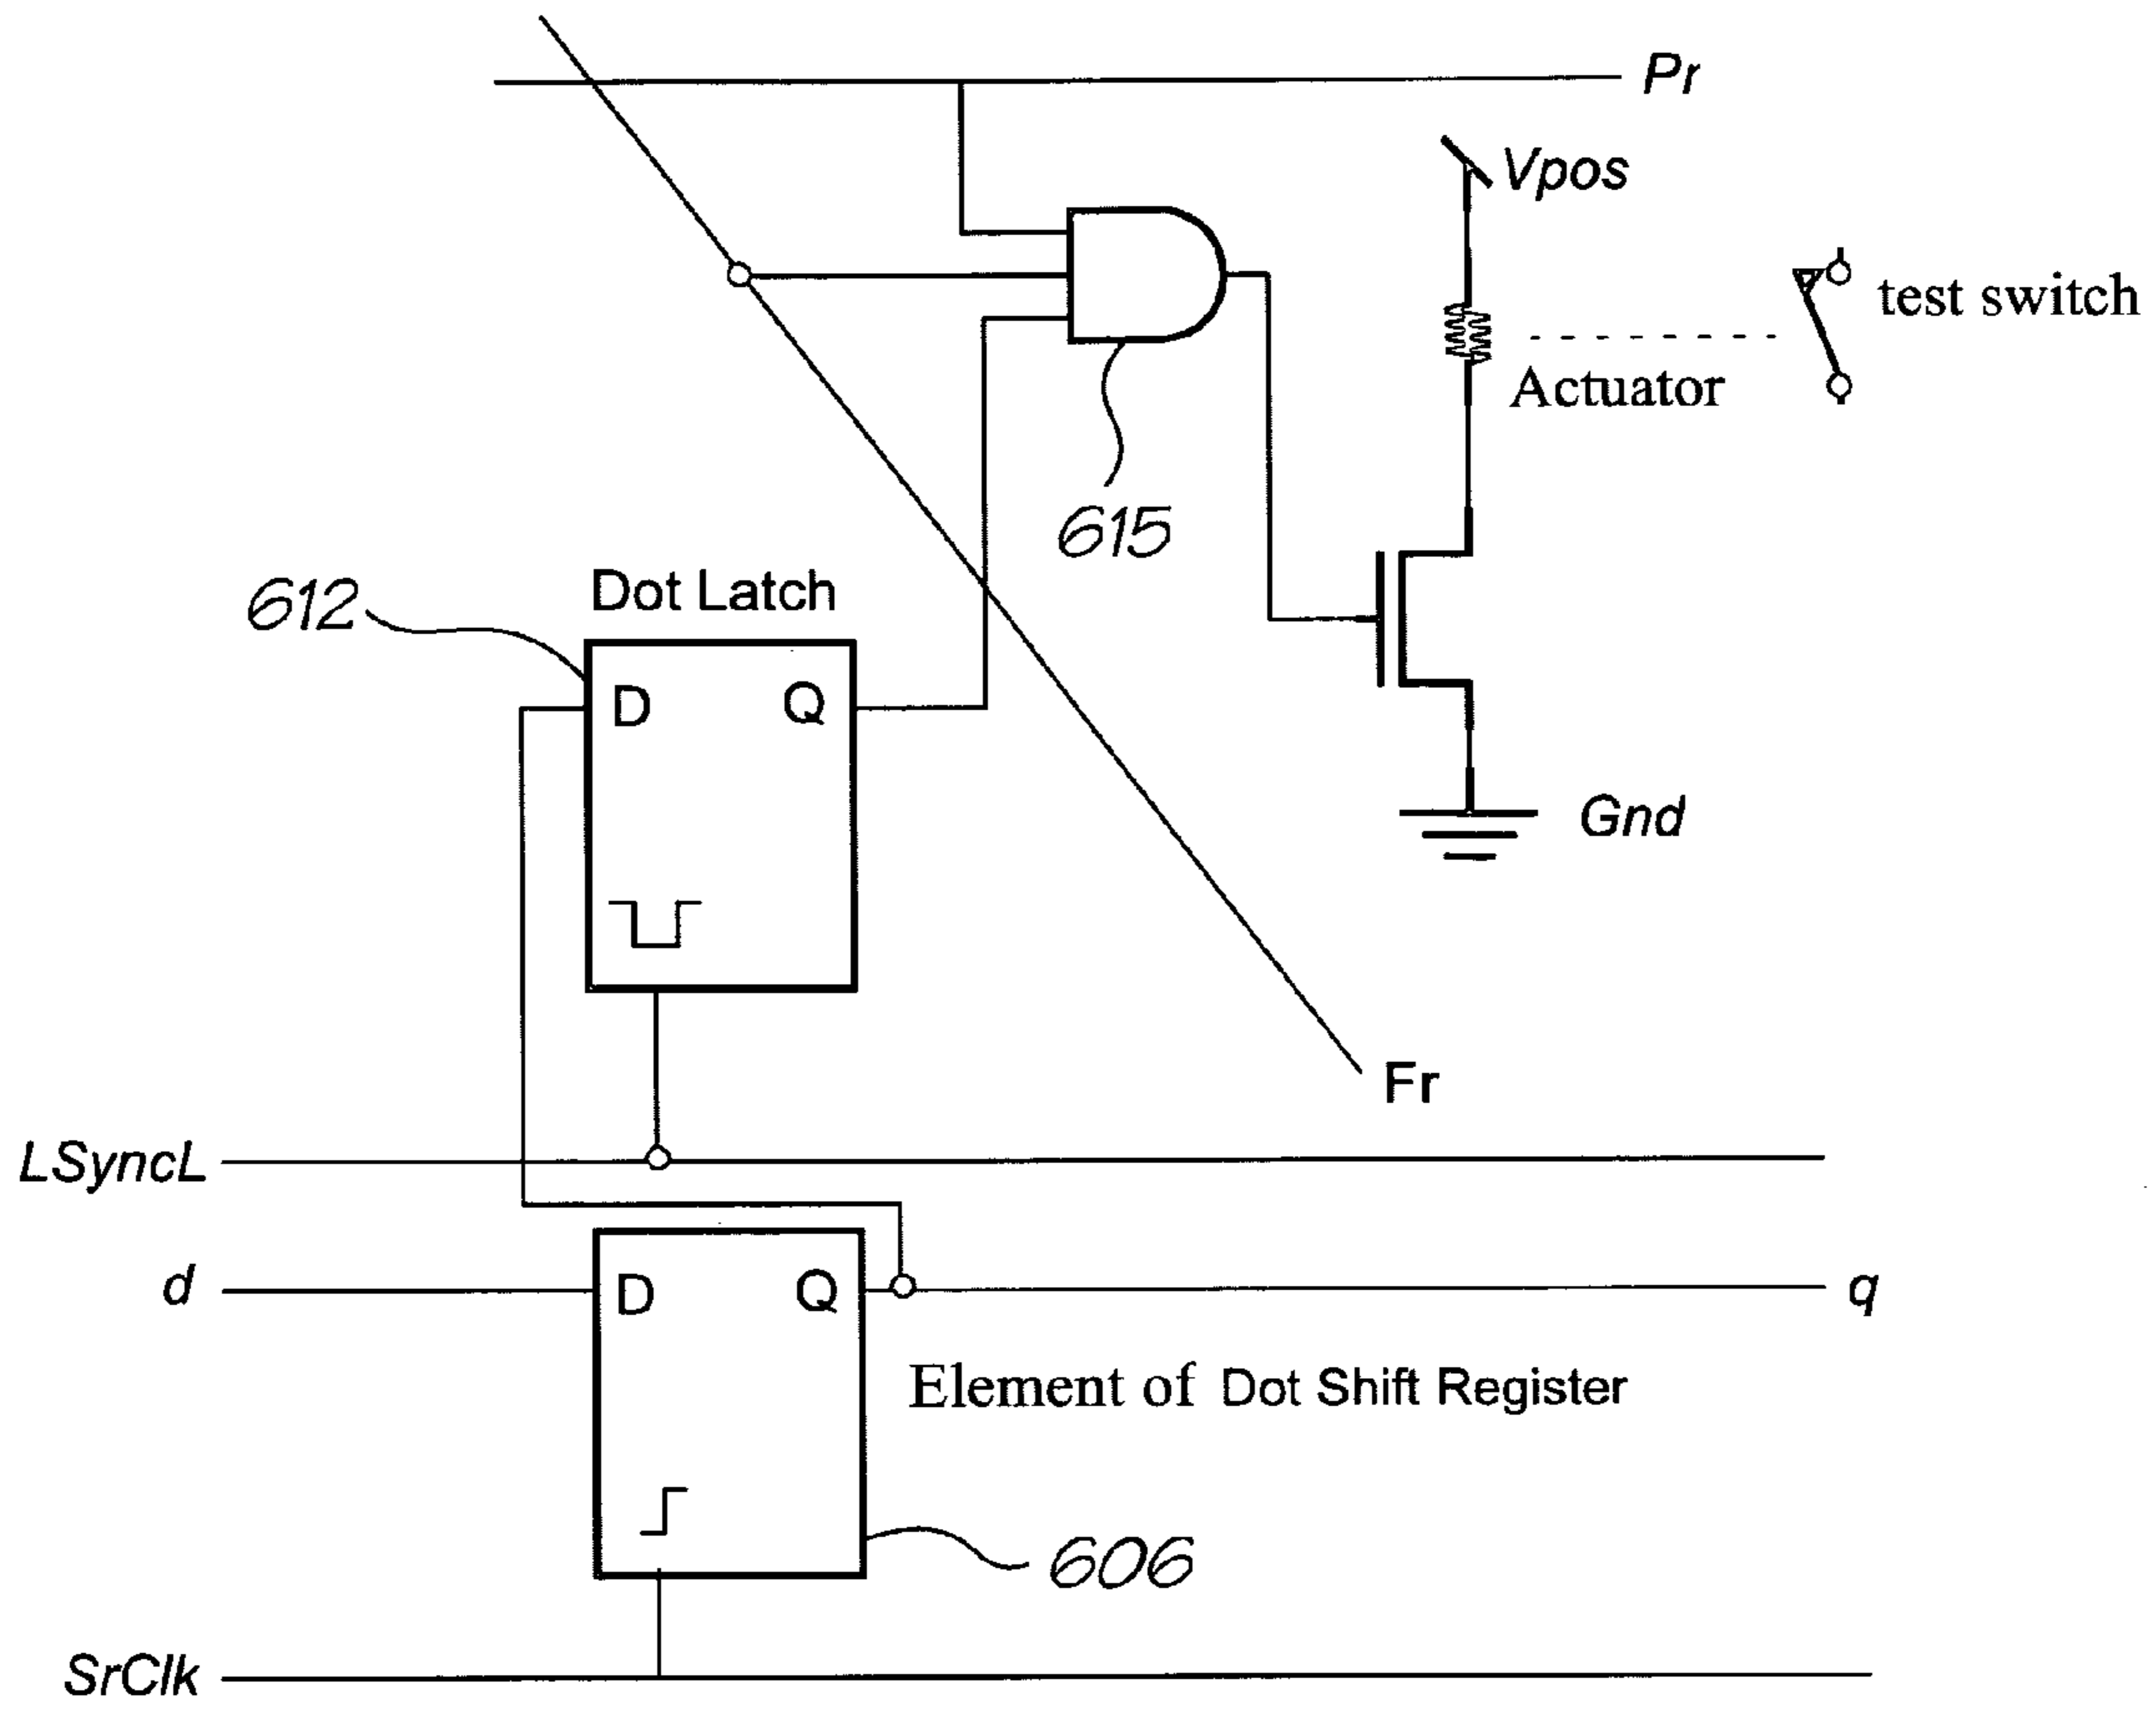 Pr
Vpos
test switch
Actuator
615
Dot Latch
612
D Q
Gnd
Fr
LSyncL
d
D Q
q
Element of Dot Shift Register
606
SrClk